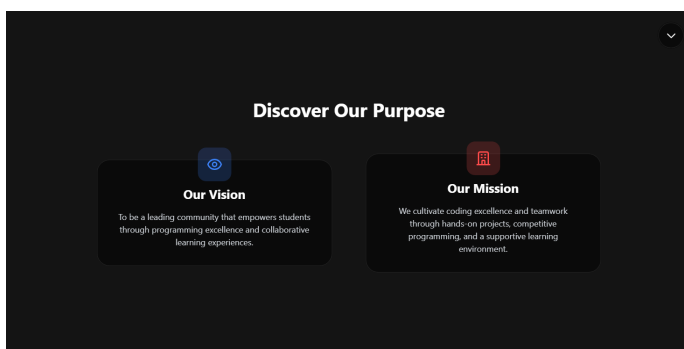 Discover Our Purpose
Our Vision
To be a leading community that empowers students
through programming excellence and collaborative
learning experiences.
Our Mission
We cultivate coding excellence and teamwork
through hands-on projects, competitive
programming, and a supportive learning
environment.